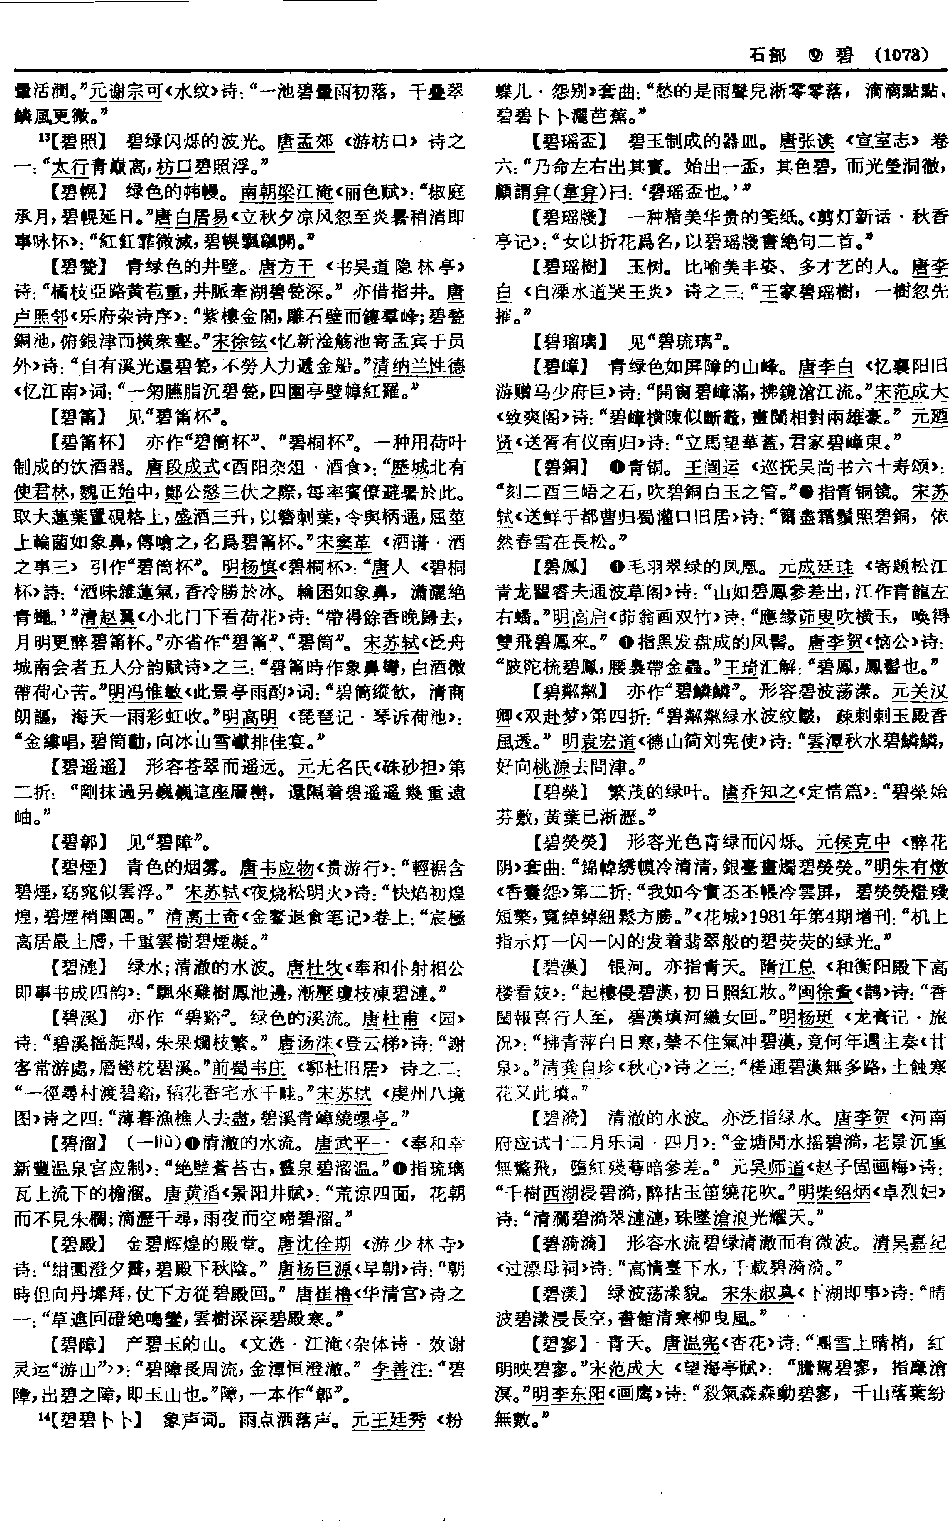 石部 ⑨ 碧 (1073)
暈活潤。”元谢宗可<水纹>诗:“一池碧暈雨初落, 千疊翠
鱗風更微。”
13【碧照】 碧绿闪烁的波光。唐孟郊 <游枋口> 诗之
一:“太行青巔高,枋口碧照浮。”
【碧幌】 绿色的帏幔。南朝梁江淹<丽色赋>:“椒庭
承月,碧幌延日。”唐白居易<立秋夕凉风忽至炎暑稍消即
事咏怀>:“紅釭霏微滅,碧幌飄颻開。”
【碧甃】 青绿色的井壁。唐方干 <书吴道隐林亭>
诗:“橘枝亞路黄苞重,井脈牽湖碧甃深。” 亦借指井。唐
卢照邻<乐府杂诗序>:“紫樓金閣,雕石壁而鏤羣峰;碧甃
銅池,俯銀津而横衆壑。”宋徐铉<忆新淦觞池寄孟宾于员
外>诗:“自有溪光還碧甃,不勞人力遞金船。”清纳兰性德
<忆江南>词:“一匊臙脂沉碧甃,四圍亭壁幛紅羅。”
【碧筩】 见“碧筩杯”。
【碧筩杯】 亦作“碧筒杯”、“碧桐杯”。一种用荷叶
制成的饮酒器。唐段成式<酉阳杂俎·酒食>:“歷城北有
使君林,魏正始中,鄭公慤三伏之際,每率賓僚避暑於此。
取大蓮葉置硯格上,盛酒三升,以簪刺葉,令與柄通,屈莖
上輪菌如象鼻,傳噏之,名爲碧筩杯。”宋窦苹 <酒谱·酒
之事三> 引作“碧筒杯”。明杨慎<碧桐杯>:“唐人 <碧桐
杯>詩:‘酒味雜蓮氣,香冷勝於冰。輪囷如象鼻, 瀟灑絶
青蠅。’”清赵翼<小北门下看荷花>诗:“帶得餘香晚歸去,
月明更醉碧筩杯。”亦省作“碧筩”、“碧筒”。宋苏轼<泛舟
城南会者五人分韵赋诗>之三:“碧筩時作象鼻彎,白酒微
帶荷心苦。”明冯惟敏<此景亭雨酌>词:“碧筒縱飲, 清商
朗謳, 海天一雨彩虹收。”明高明 <琵琶记·琴诉荷池>:
“金縷唱,碧筒勸,向冰山雪巘排佳宴。”
【碧遥遥】 形容苍翠而遥远。元无名氏<硃砂担>第
二折: “剛抹過另巍巍這座層巒, 還隔着碧遥遥幾重遠
岫。”
【碧鄣】 见“碧障”。
【碧煙】 青色的烟雾。唐韦应物<贵游行>:“輕裾含
碧煙,窈窕似雲浮。” 宋苏轼<夜烧松明火>诗:“快焰初煌
煌,碧煙稍團團。” 清高士奇<金鳌退食笔记>卷上:“宸極
高居最上層,千重雲樹碧煙凝。”
【碧漣】 绿水;清澈的水波。唐杜牧<奉和仆射相公
即事书成四韵>:“飄來雞樹鳳池邊,漸壓瓊枝凍碧漣。”
【碧溪】 亦作 “碧谿”。绿色的溪流。唐杜甫 <园>
诗:“碧溪摇艇闊,朱果爛枝繁。” 唐汤洙<登云梯>诗:“謝
客常游處,層巒枕碧溪。”前蜀韦庄 <鄠杜旧居> 诗之二:
“一徑尋村渡碧谿,稻花香宅水千畦。”宋苏轼 <虔州八境
图>诗之四:“薄暮漁樵人去盡,碧溪青嶂繞螺亭。”
【碧溜】 (—liù)❶清澈的水流。唐武平一 <奉和幸
新豐温泉宫应制>:“絶壁蒼苔古,靈泉碧溜温。”❷指琉璃
瓦上流下的檐溜。唐黄滔<景阳井赋>:“荒凉四面, 花朝
而不見朱欄;滴瀝千尋,雨夜而空啼碧溜。”
【碧殿】 金碧辉煌的殿堂。唐沈佺期 <游少林寺>
诗:“紺園澄夕霽,碧殿下秋陰。” 唐杨巨源<早朝>诗:“朝
時但向丹墀拜,仗下方從碧殿回。” 唐崔橹<华清宫>诗之
一:“草遮回磴绝鳴鑾,雲樹深深碧殿寒。”
【碧障】 产碧玉的山。<文选·江淹<杂体诗·效谢
灵运“游山”>>:“碧障長周流,金潭恒澄澈。” 李善注:“碧
障,出碧之障,即玉山也。”障,一本作“鄣”。
14【碧碧卜卜】 象声词。雨点洒落声。元王廷秀 <粉
蝶儿·怨别>套曲:“愁的是雨聲兒淅零零落, 滴滴點點、
碧碧卜卜灑芭蕉。”
【碧瑶盃】 碧玉制成的器皿。唐张读 <宣室志> 卷
六:“乃命左右出其寶。始出一盃,其色碧,而光瑩洞徹,
顧謂弇(韋弇)曰:‘碧瑶盃也。’”
【碧瑶牋】 一种精美华贵的笺纸。<剪灯新话·秋香
亭记>:“女以折花爲名,以碧瑶牋書絶句二首。”
【碧瑶樹】 玉树。比喻美丰姿、多才艺的人。唐李
白 <自溧水道哭王炎> 诗之三:“王家碧瑶樹, 一樹忽先
摧。”
【碧瑠璃】 见“碧琉璃”。
【碧嶂】 青绿色如屏障的山峰。唐李白 <忆襄阳旧
游赠马少府巨>诗:“開窗碧嶂滿,拂鏡滄江流。”宋范成大
<致爽阁>诗:“碧嶂横陳似斷鼇,畫闌相對兩雄豪。” 元迺
贤<送胥有仪南归>诗:“立馬望華蓋,君家碧嶂東。”
【碧銅】 ❶青铜。王闿运 <巡抚吴尚书六十寿颂>:
“刻二酉三峿之石,吹碧銅白玉之管。”❷指青铜镜。宋苏
轼<送鲜于都曹归蜀灌口旧居>诗:“霜盡霜鬚照碧銅, 依
然春雪在長松。”
【碧鳳】 ❶毛羽翠绿的凤凰。元成廷珪 <寄题松江
青龙瞿睿夫通波草阁>诗:“山如碧鳳参差出,江作青龍左
右蟠。”明高启<茆翁画双竹>诗:“應缘茆叟吹横玉, 唤得
雙飛碧鳳來。” ❷指黑发盘成的凤髻。唐李贺<恼公>诗:
“陂陀梳碧鳳,腰裊帶金蟲。”王琦汇解:“碧鳳,鳳髻也。”
【碧粼粼】 亦作“碧鳞鳞”。形容碧波荡漾。元关汉
卿<双赴梦>第四折:“碧粼粼緑水波纹皺, 疎剌剌玉殿香
風透。” 明袁宏道<德山简刘宪使>诗:“雲潭秋水碧鱗鱗,
好向桃源去問津。”
【碧榮】 繁茂的绿叶。唐乔知之<定情篇>:“碧榮始
芬敷,黄葉已淅瀝。”
【碧熒熒】 形容光色青绿而闪烁。元侯克中 <醉花
阴>套曲:“錦幃綉幌冷清清,銀臺畫燭碧熒熒。”明朱有燉
<香囊怨>第二折:“我如今實丕丕帳冷雲屏, 碧熒熒燈殘
短檠,寬綽綽紐鬆方勝。”<花城>1981年第4期增刊:“机上
指示灯一闪一闪的发着翡翠般的碧荧荧的绿光。”
【碧漢】 银河。亦指青天。隋江总 <和衡阳殿下高
楼看妓>:“起樓侵碧漢,初日照紅妝。”闽徐夤<鹊>诗:“香
閨報喜行人至, 碧漢填河織女回。”明杨珽 <龙膏记·旅
况>:“擁青萍白日寒,禁不住氣冲碧漢,竟何年遇主奏<甘
泉>。”清龚自珍<秋心>诗之三:“槎通碧漢無多路,土蝕寒
花又此墳。”
【碧漪】 清澈的水波。亦泛指绿水。唐李贺 <河南
府应试十二月乐词·四月>:“金塘閒水摇碧漪,老景沉重
無驚飛, 墮紅殘萼暗參差。” 元吴师道<赵子固画梅>诗:
“千樹西湖浸碧漪,醉拈玉笛繞花吹。”明柴绍炳<卓烈妇>
诗:“清瀾碧漪翠漣漣,珠墜滄浪光耀天。”
【碧漪漪】 形容水流碧绿清澈而有微波。清吴嘉纪
<过漂母祠>诗:“高情臺下水,千載碧漪漪。”
【碧漾】 绿波荡漾貌。宋朱淑真<下湖即事>诗:“晴
波碧漾浸長空,書館清寒柳曳風。”
【碧寥】 青天。唐温宪<杏花>诗:“團雪上晴梢, 紅
明映碧寥。”宋范成大 <望海亭赋>: “騰駕碧寥, 指麾滄
溟。”明李东阳<画鹰>诗:“殺氣森森動碧寥, 千山落葉紛
無數。”